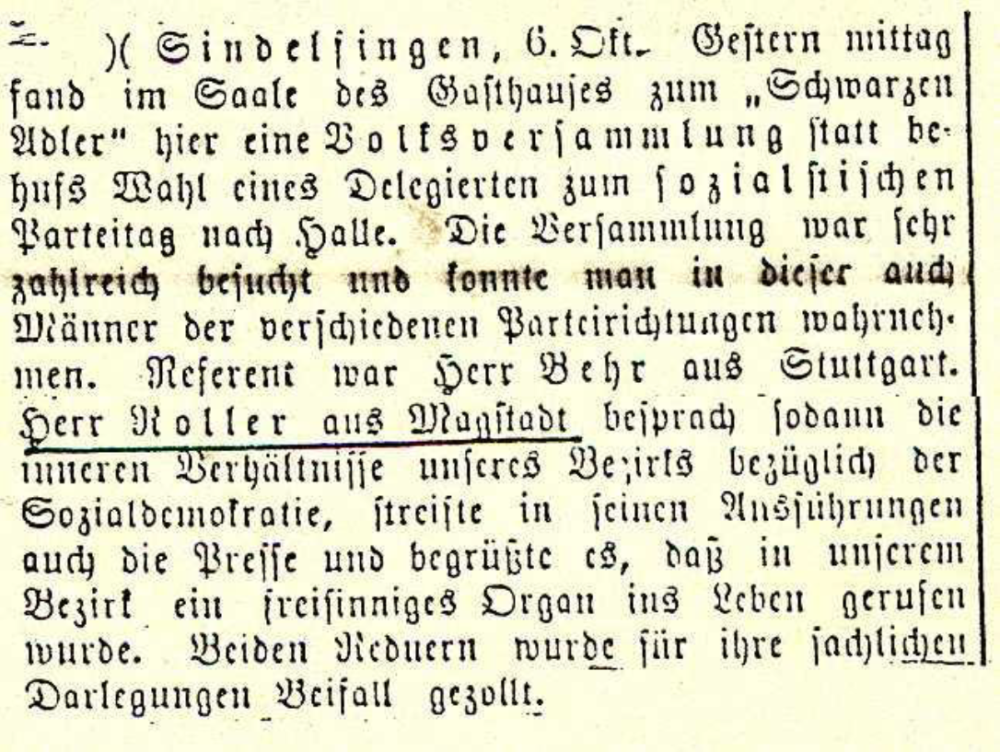 )( Sindelfingen, 6. Okt. Gestern mittag
fand im Saale des Gasthauses zum „Schwarzen
Adler" hier eine Volksversammlung statt be-
hufs Wahl eines Delegierten zum sozialistischen
Parteitag nach Halle. Die Versammlung war sehr
zahlreich besucht und konnte man in dieser auch
Männer der verschiedenen Parteirichtungen wahrneh-
men. Referent war Herr Behr aus Stuttgart.
Herr Roller aus Magstadt besprach sodann die
inneren Verhältnisse unseres Bezirks bezüglich der
Sozialdemokratie, streifte in seinen Ausführungen
auch die Presse und begrüßte es, daß in unserem
Bezirk ein freisinniges Organ ins Leben gerufen
wurde. Beiden Rednern wurde für ihre sachlichen
Darlegungen Beifall gezollt.